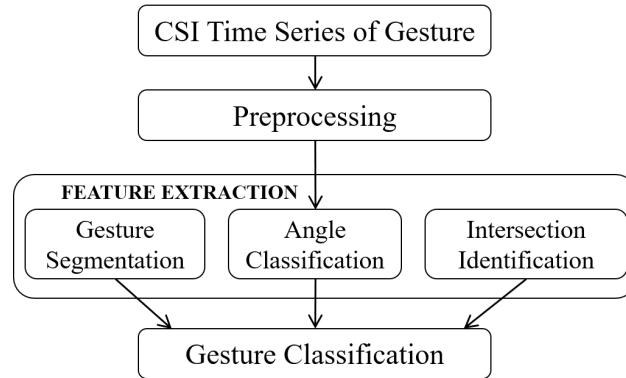 CSI Time Series of Gesture
Preprocessing
FEATURE EXTRACTION
Gesture
Segmentation
Angle
Classification
Intersection
Identification
Gesture Classification